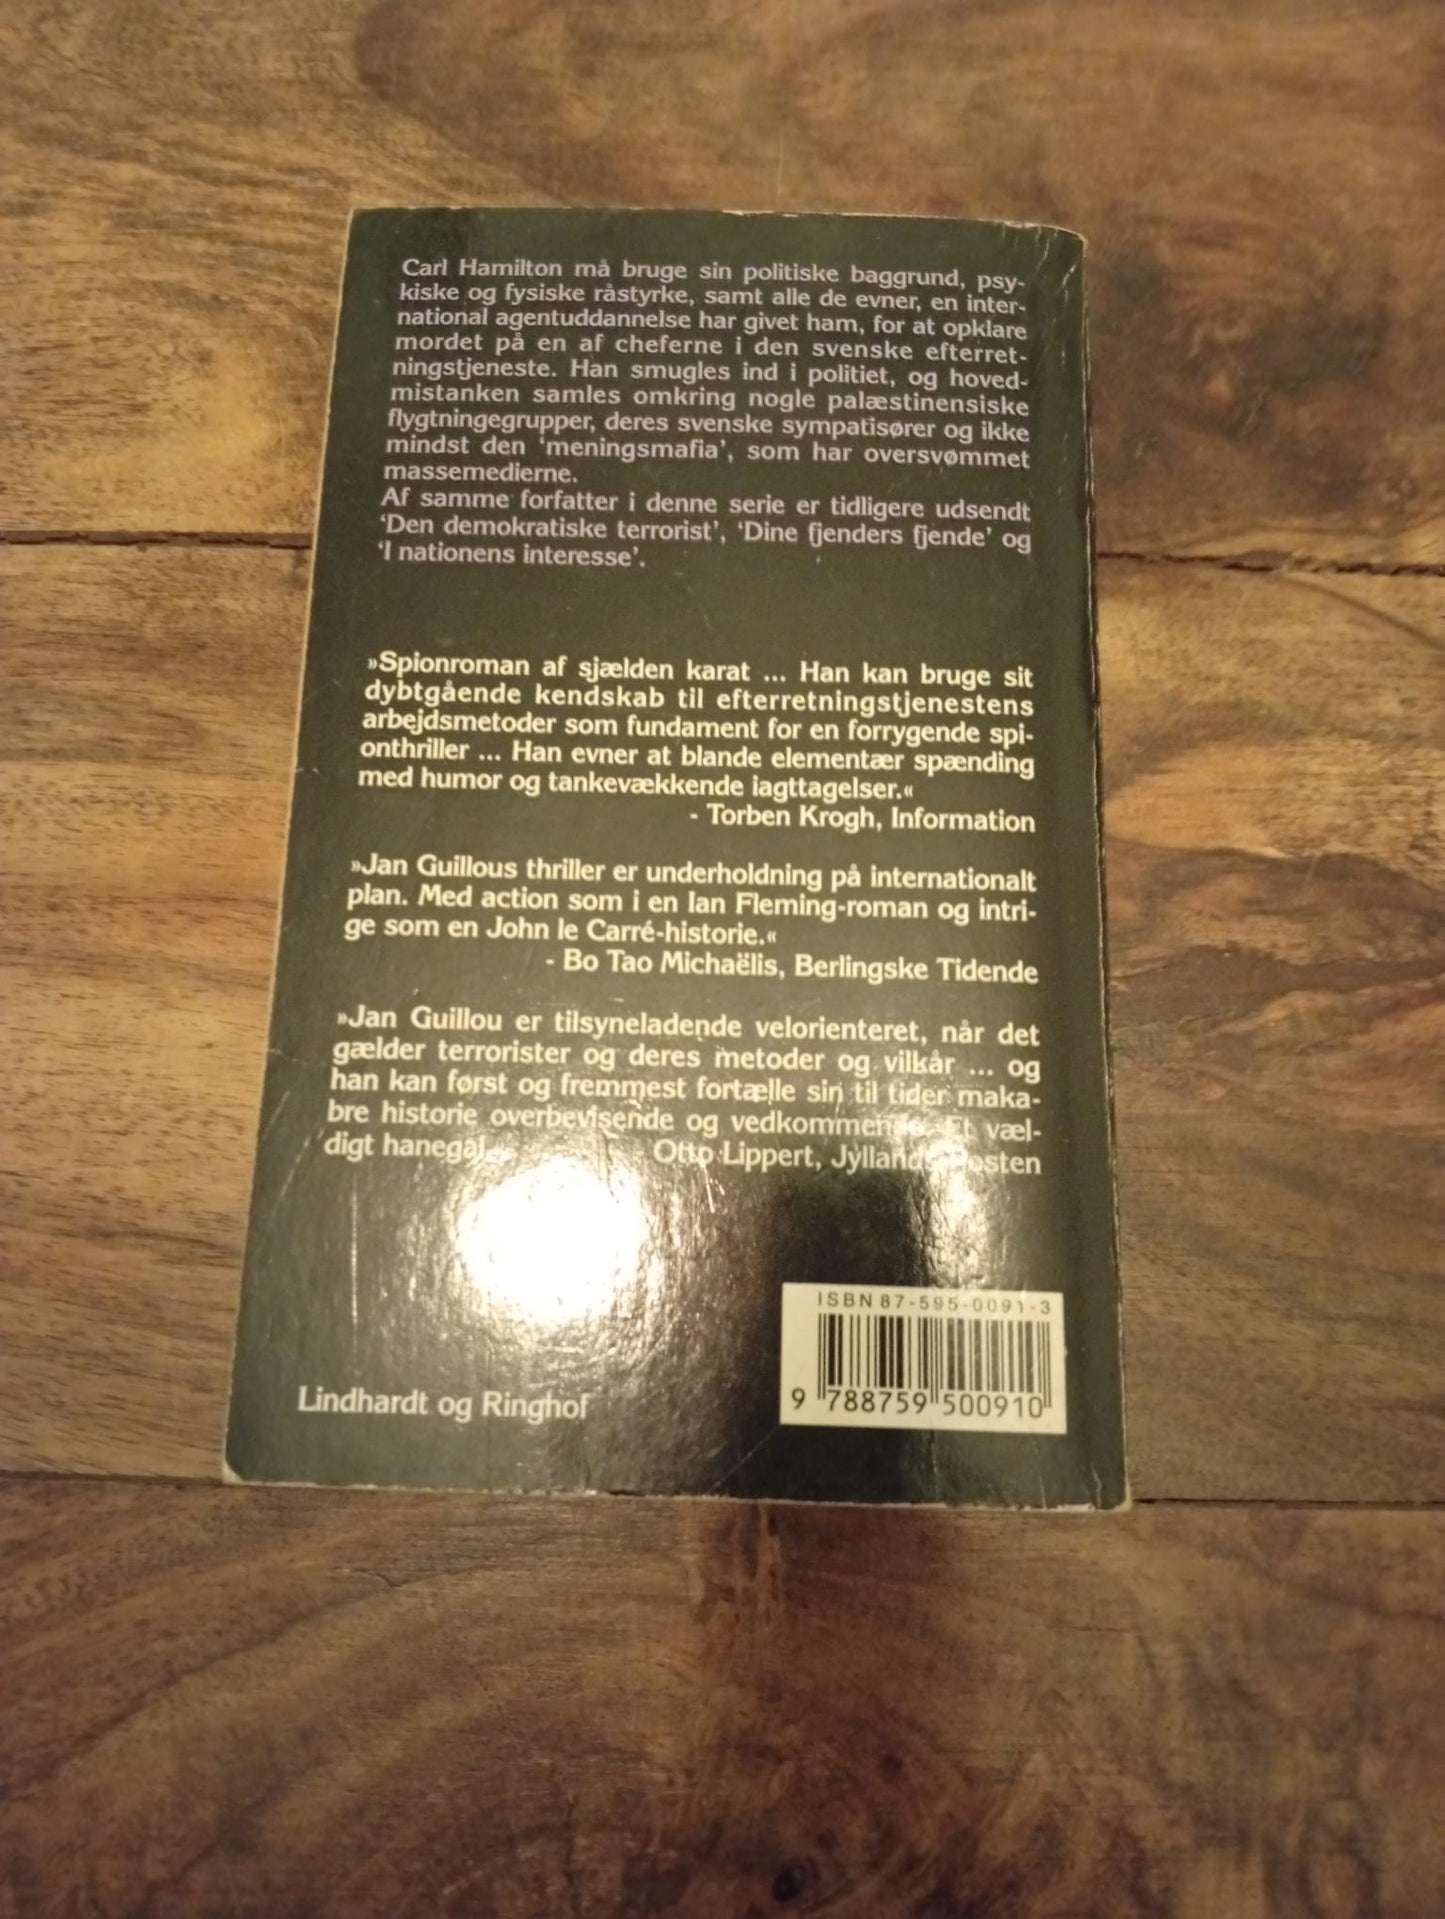 Carl Hamilton må bruge sin politiske baggrund, psy-
kiske og fysiske råstyrke, samt alle de evner, en inter-
national agentuddannelse har givet ham, for at opklare
mordet på en af cheferne i den svenske efterret-
ningstjeneste. Han smugles ind i politiet, og hoved-
mistanken samles omkring nogle palæstinensiske
flygtningegrupper, deres svenske sympatisører og ikke
mindst den 'meningsmafia', som har oversvømmet
massemedierne.
Af samme forfatter i denne serie er tidligere udsendt
'Den demokratiske terrorist', 'Dine fjenders fjende' og
'I nationens interesse'.
»Spionroman af sjælden karat ... Han kan bruge sit
dybtgående kendskab til efterretningstjenestens
arbejdsmetoder som fundament for en forrygende spi-
onthriller ... Han evner at blande elementær spænding
med humor og tankevækkende iagttagelser.«
- Torben Krogh, Information
»Jan Guillous thriller er underholdning på internationalt
plan. Med action som i en Ian Fleming-roman og intri-
ge som en John le Carré-historie.«
- Bo Tao Michaëlis, Berlingske Tidende
»Jan Guillou er tilsyneladende velorienteret, når det
gælder terrorister og deres metoder og vilkår ... og
han kan først og fremmest fortælle sin til tider maka-
bre historie overbevisende og vedkommende. Et væl-
digt hanegal.
Otto Lippert, Jyllands-Posten
ISBN 87-595-0091-3
9 788759 500910
Lindhardt og Ringhof